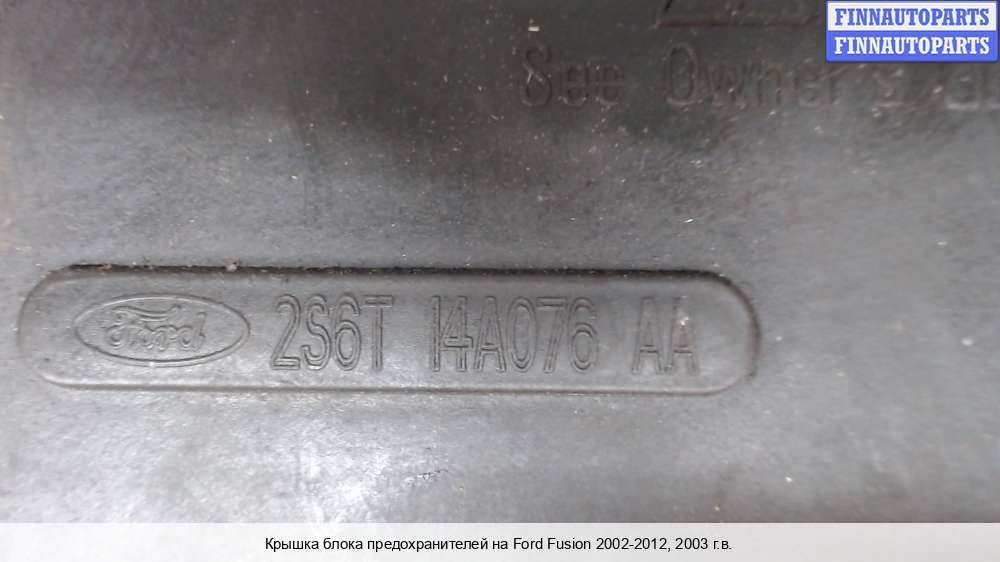 FINNAUTOPARTS
FINNAUTOPARTS
See Owner's
Ford 2S6T 14A076 AA
Крышка блока предохранителей на Ford Fusion 2002-2012, 2003 г.в.